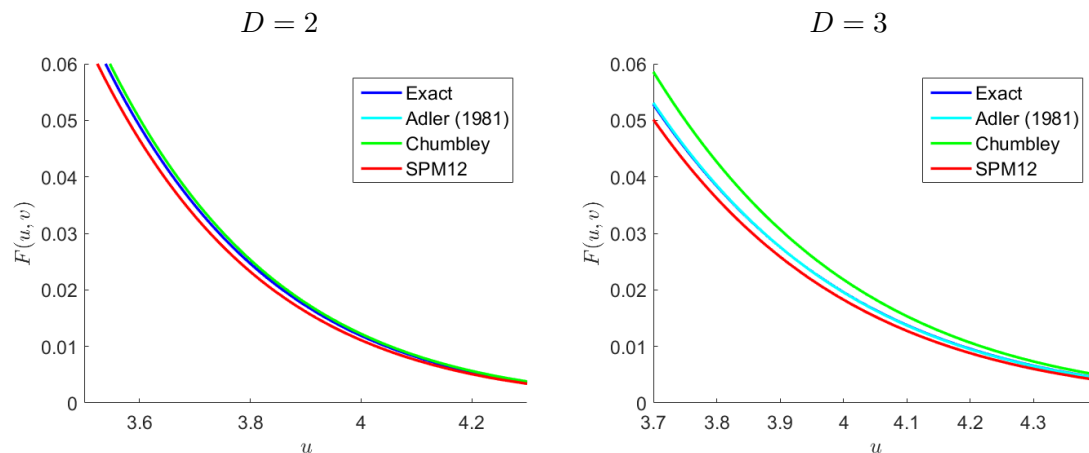 D = 2
0.06
0.05
0.04
0.03
0.02
0.01
0
F(u, v)
3.6
3.8
4
4.2
u
Exact
Adler (1981)
Chumbley
SPM12
D = 3
0.06
0.05
0.04
0.03
0.02
0.01
0
F(u, v)
3.7
3.8
3.9
4
4.1
4.2
4.3
u
Exact
Adler (1981)
Chumbley
SPM12